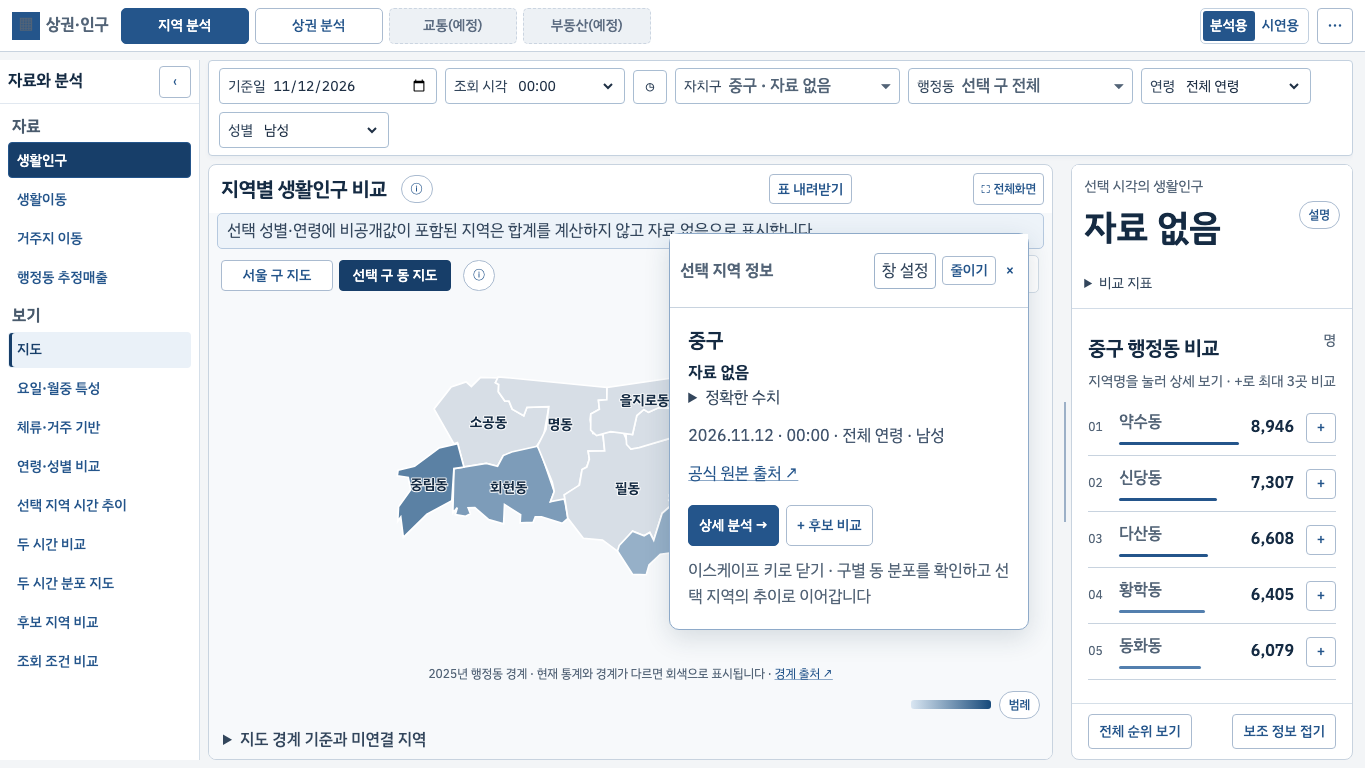 상권·인구
지역 분석
상권 분석
교통(예정)
부동산(예정)
분석용
시연용
···
자료와 분석
‹
자료
생활인구
생활이동
거주지 이동
행정동 추정매출
보기
지도
요일·월중 특성
체류·거주 기반
연령·성별 비교
선택 지역 시간 추이
두 시간 비교
두 시간 분포 지도
후보 지역 비교
조회 조건 비교
기준일 11/12/2026
조회 시각 00:00
자치구 중구 · 자료 없음
행정동 선택 구 전체
연령 전체 연령
성별 남성
지역별 생활인구 비교
ⓘ
표 내려받기
전체화면
선택 성별·연령에 비공개값이 포함된 지역은 합계를 계산하지 않고 자료 없음으로 표시합니다
서울 구 지도
선택 구 동 지도
ⓘ
소공동
명동
을지로동
중림동
회현동
필동
선택 지역 정보
창 설정
줄이기
×
중구
자료 없음
▶ 정확한 수치
2026.11.12 · 00:00 · 전체 연령 · 남성
공식 원본 출처 ↗
상세 분석 →
+ 후보 비교
이스케이프 키로 닫기 · 구별 동 분포를 확인하고 선
택 지역의 추이로 이어갑니다
2025년 행정동 경계 · 현재 통계와 경계가 다르면 회색으로 표시됩니다 · 경계 출처 ↗
범례
▶ 지도 경계 기준과 미연결 지역
선택 시각의 생활인구
자료 없음
설명
▶ 비교 지표
중구 행정동 비교
명
지역명을 눌러 상세 보기 · +로 최대 3곳 비교
01 약수동 8,946 +
02 신당동 7,307 +
03 다산동 6,608 +
04 황학동 6,405 +
05 동화동 6,079 +
전체 순위 보기
보조 정보 접기